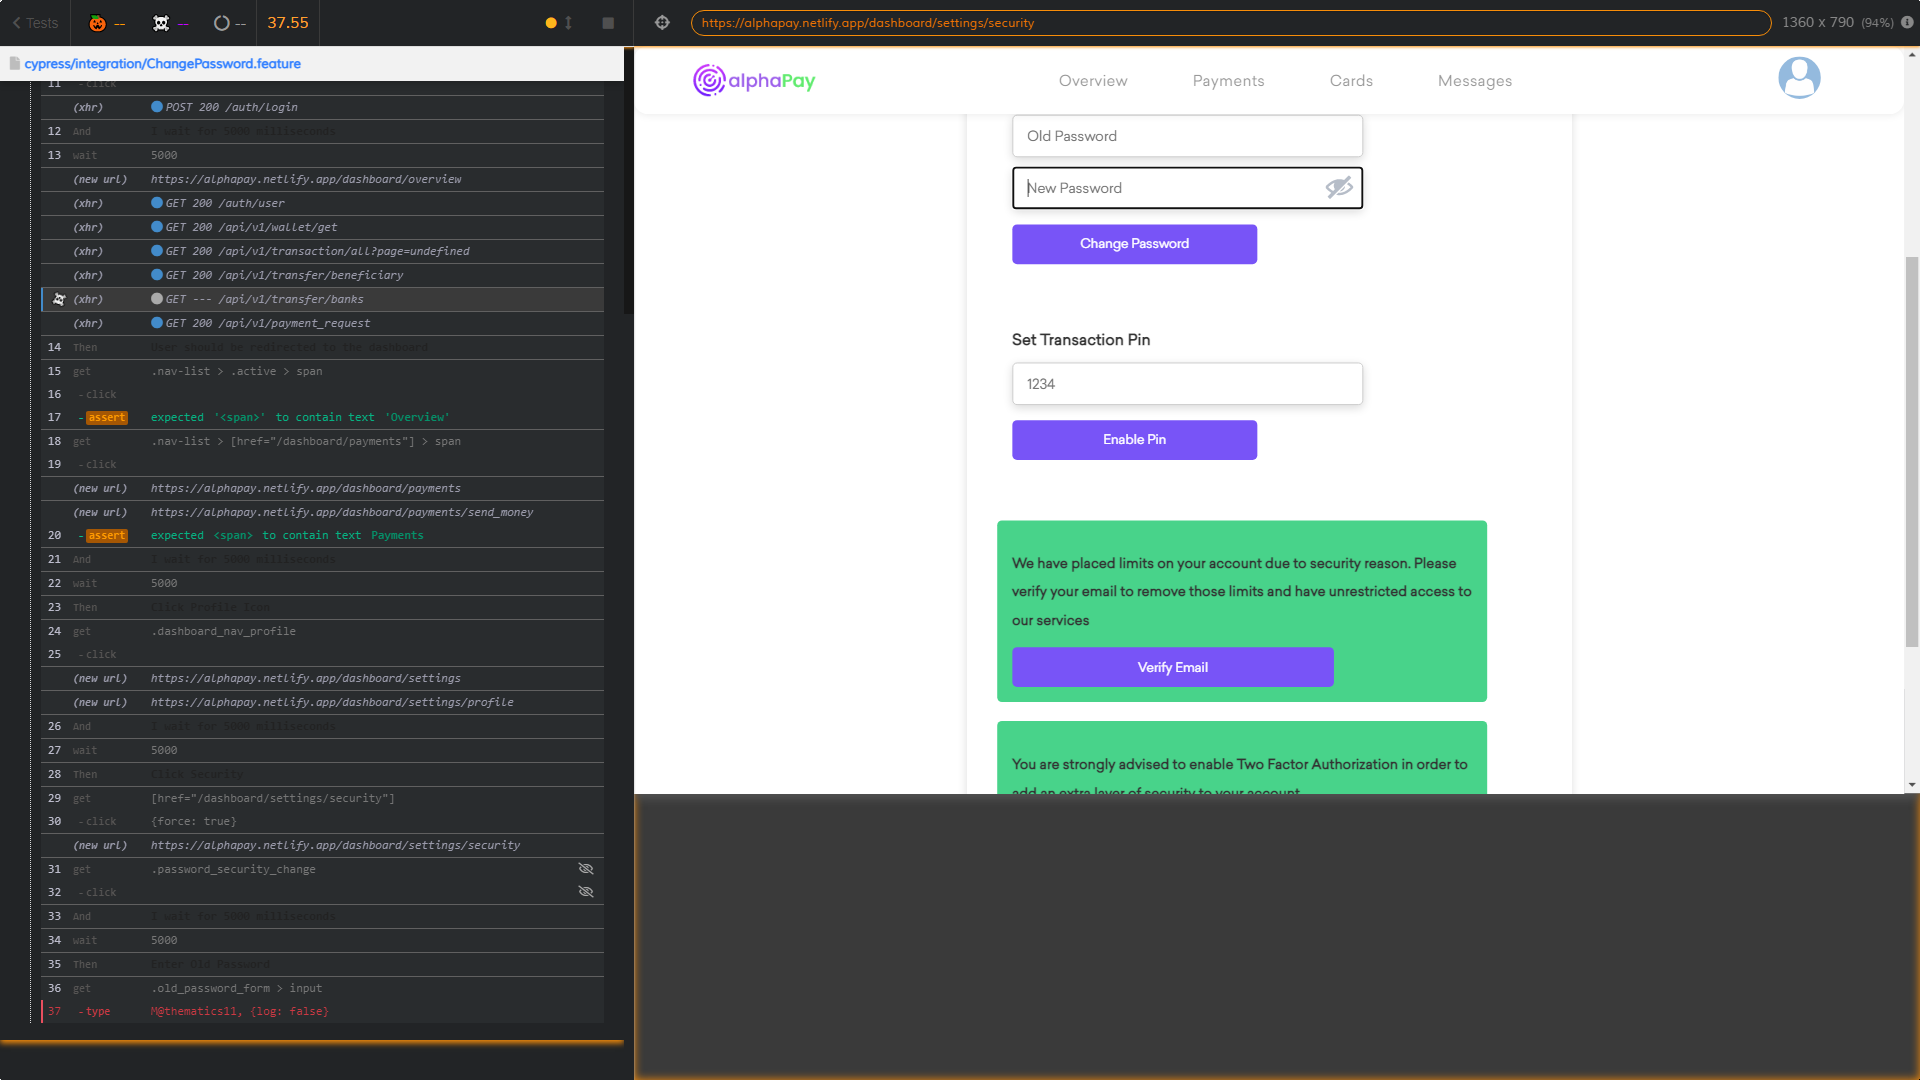 Tests
--
--
--
37.55
https://alphapay.netlify.app/dashboard/settings/security
1360 x 790 (94%)
cypress/integration/ChangePassword.feature
11 -click
(xhr) POST 200 /auth/login
12 And I wait for 5000 milliseconds
13 wait 5000
(new url) https://alphapay.netlify.app/dashboard/overview
(xhr) GET 200 /auth/user
(xhr) GET 200 /api/v1/wallet/get
(xhr) GET 200 /api/v1/transaction/all?page=undefined
(xhr) GET 200 /api/v1/transfer/beneficiary
(xhr) GET --- /api/v1/transfer/banks
(xhr) GET 200 /api/v1/payment_request
14 Then User should be redirected to the dashboard
15 get .nav-list > .active > span
16 -click
17 -assert expected '<span>' to contain text 'Overview'
18 get .nav-list > [href="/dashboard/payments"] > span
19 -click
(new url) https://alphapay.netlify.app/dashboard/payments
(new url) https://alphapay.netlify.app/dashboard/payments/send_money
20 -assert expected <span> to contain text Payments
21 And I wait for 5000 milliseconds
22 wait 5000
23 Then Click Profile Icon
24 get .dashboard_nav_profile
25 -click
(new url) https://alphapay.netlify.app/dashboard/settings
(new url) https://alphapay.netlify.app/dashboard/settings/profile
26 And I wait for 5000 milliseconds
27 wait 5000
28 Then Click Security
29 get [href="/dashboard/settings/security"]
30 -click {force: true}
(new url) https://alphapay.netlify.app/dashboard/settings/security
31 get .password_security_change
32 -click
33 And I wait for 5000 milliseconds
34 wait 5000
35 Then Enter Old Password
36 get .old_password_form > input
37 -type M@thematics11, {log: false}
alphaPay
Overview
Payments
Cards
Messages
Old Password
New Password
Change Password
Set Transaction Pin
1234
Enable Pin
We have placed limits on your account due to security reason. Please
verify your email to remove those limits and have unrestricted access to
our services
Verify Email
You are strongly advised to enable Two Factor Authorization in order to
add an extra layer of security to your account